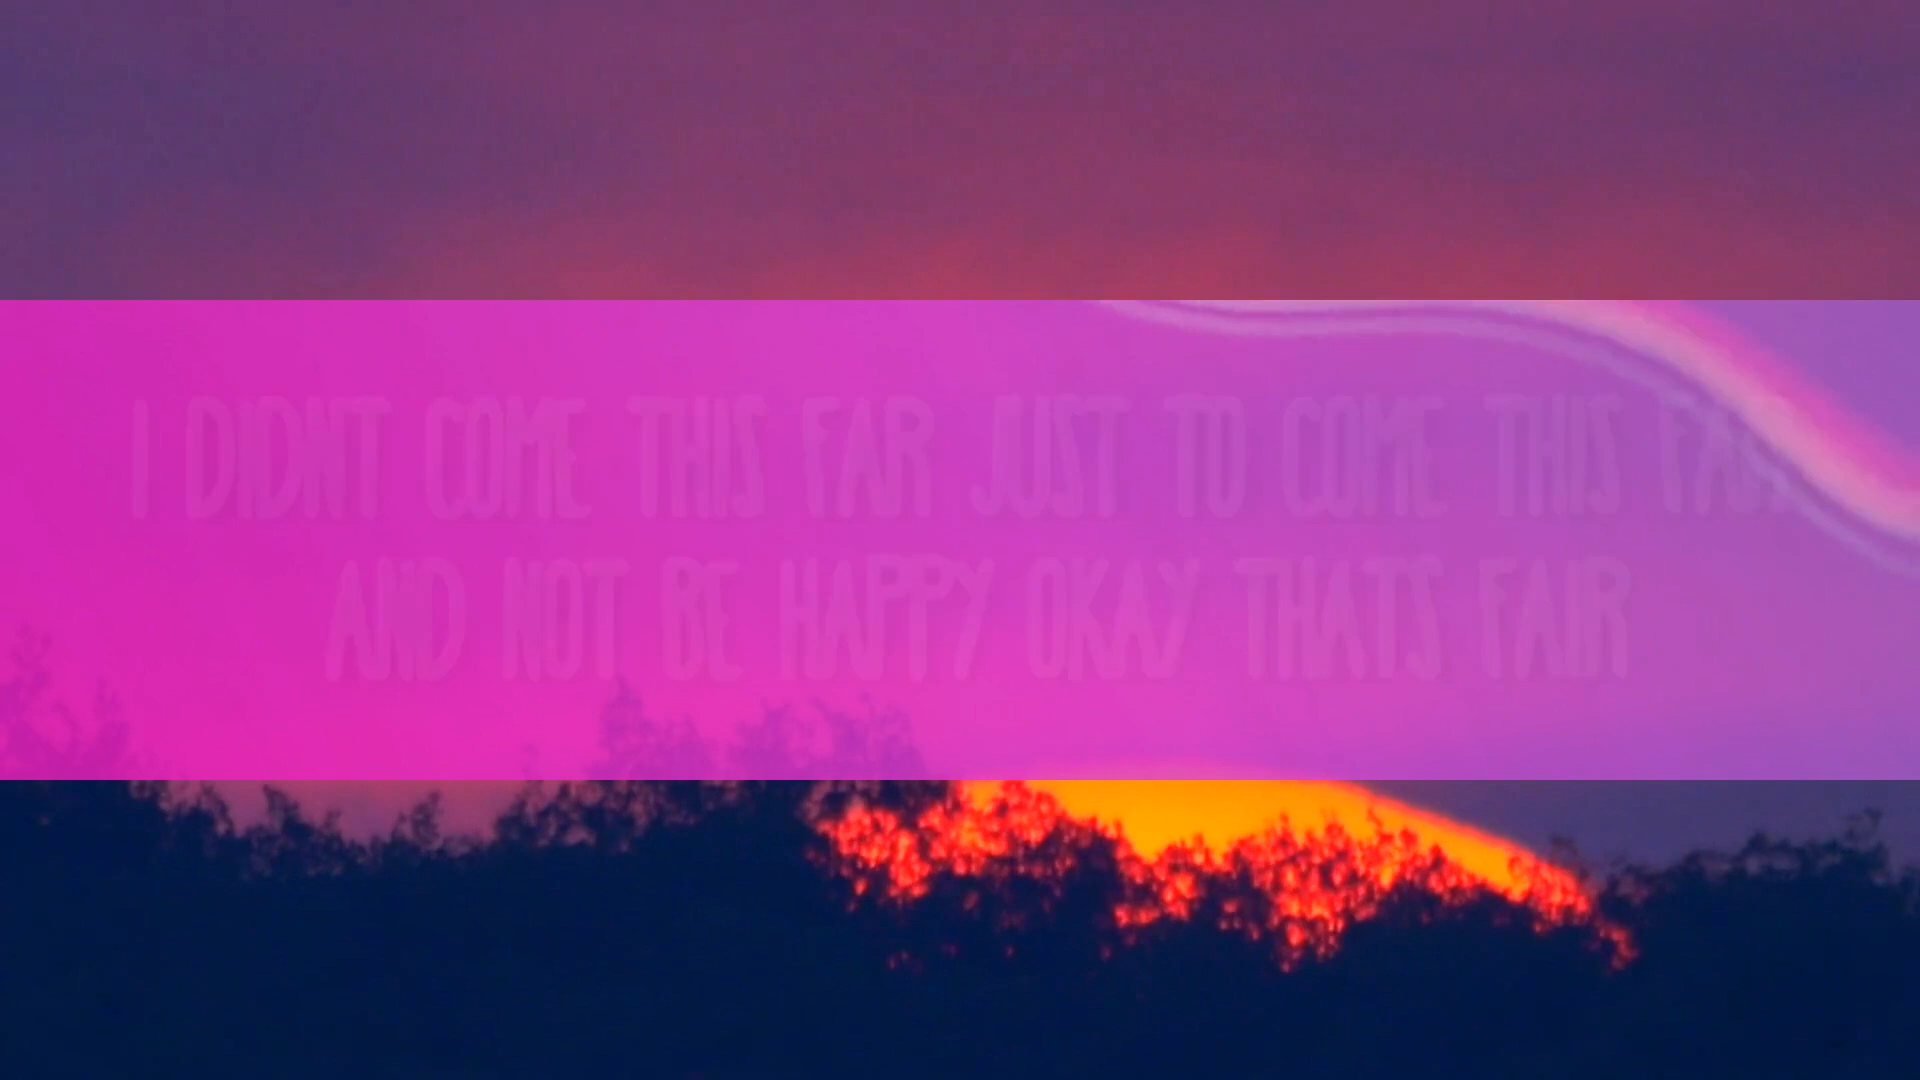 I DIDNT COME THIS FAR JUST TO COME THIS FAR
AND NOT BE HAPPY OKAY THATS FAIR